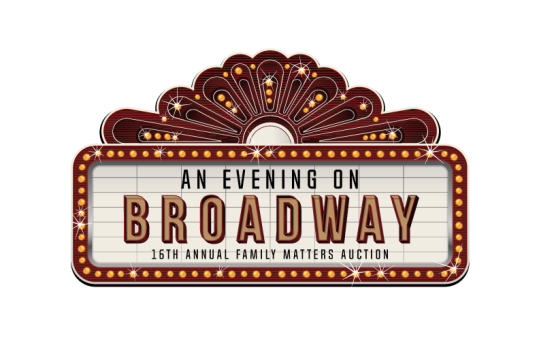 AN EVENING ON
BROADWAY
16TH ANNUAL FAMILY MATTERS AUCTION